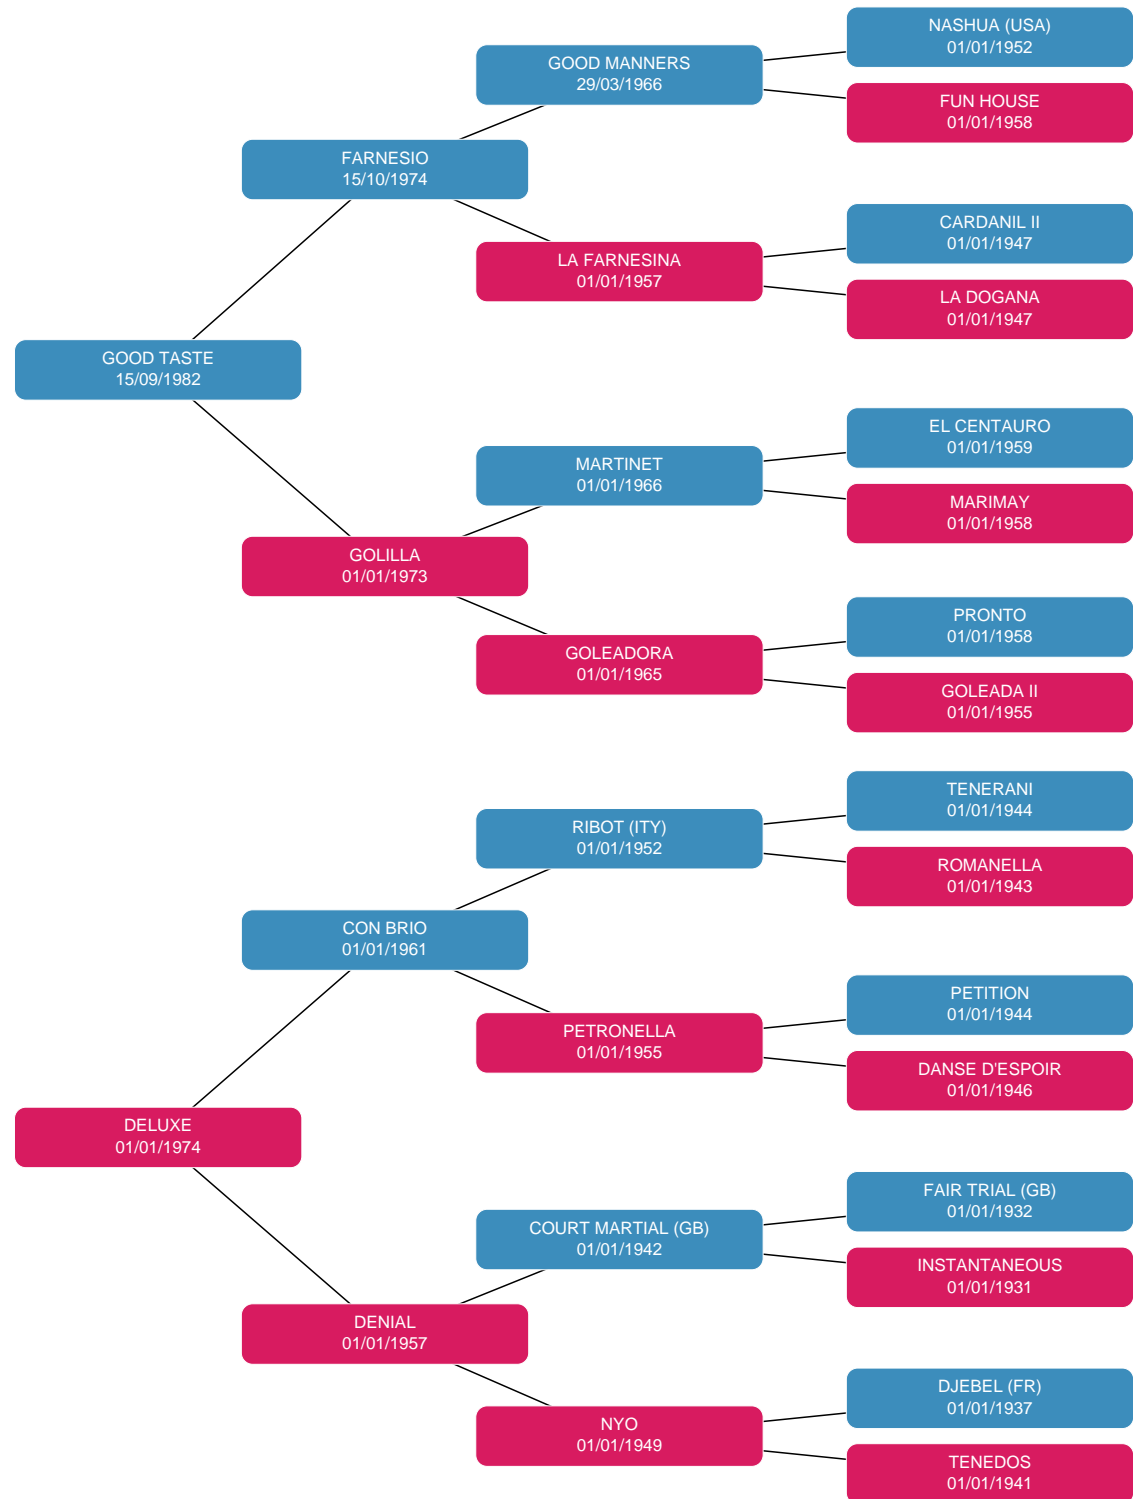 NASHUA (USA)
01/01/1952
GOOD MANNERS
29/03/1966
FUN HOUSE
01/01/1958
FARNESIO
15/10/1974
CARDANIL II
01/01/1947
LA FARNESINA
01/01/1957
LA DOGANA
01/01/1947
GOOD TASTE
15/09/1982
EL CENTAURO
01/01/1959
MARTINET
01/01/1966
MARIMAY
01/01/1958
GOLILLA
01/01/1973
PRONTO
01/01/1958
GOLEADORA
01/01/1965
GOLEADA II
01/01/1955
TENERANI
01/01/1944
RIBOT (ITY)
01/01/1952
ROMANELLA
01/01/1943
CON BRIO
01/01/1961
PETITION
01/01/1944
PETRONELLA
01/01/1955
DANSE D'ESPOIR
01/01/1946
DELUXE
01/01/1974
FAIR TRIAL (GB)
01/01/1932
COURT MARTIAL (GB)
01/01/1942
INSTANTANEOUS
01/01/1931
DENIAL
01/01/1957
DJEBEL (FR)
01/01/1937
NYO
01/01/1949
TENEDOS
01/01/1941